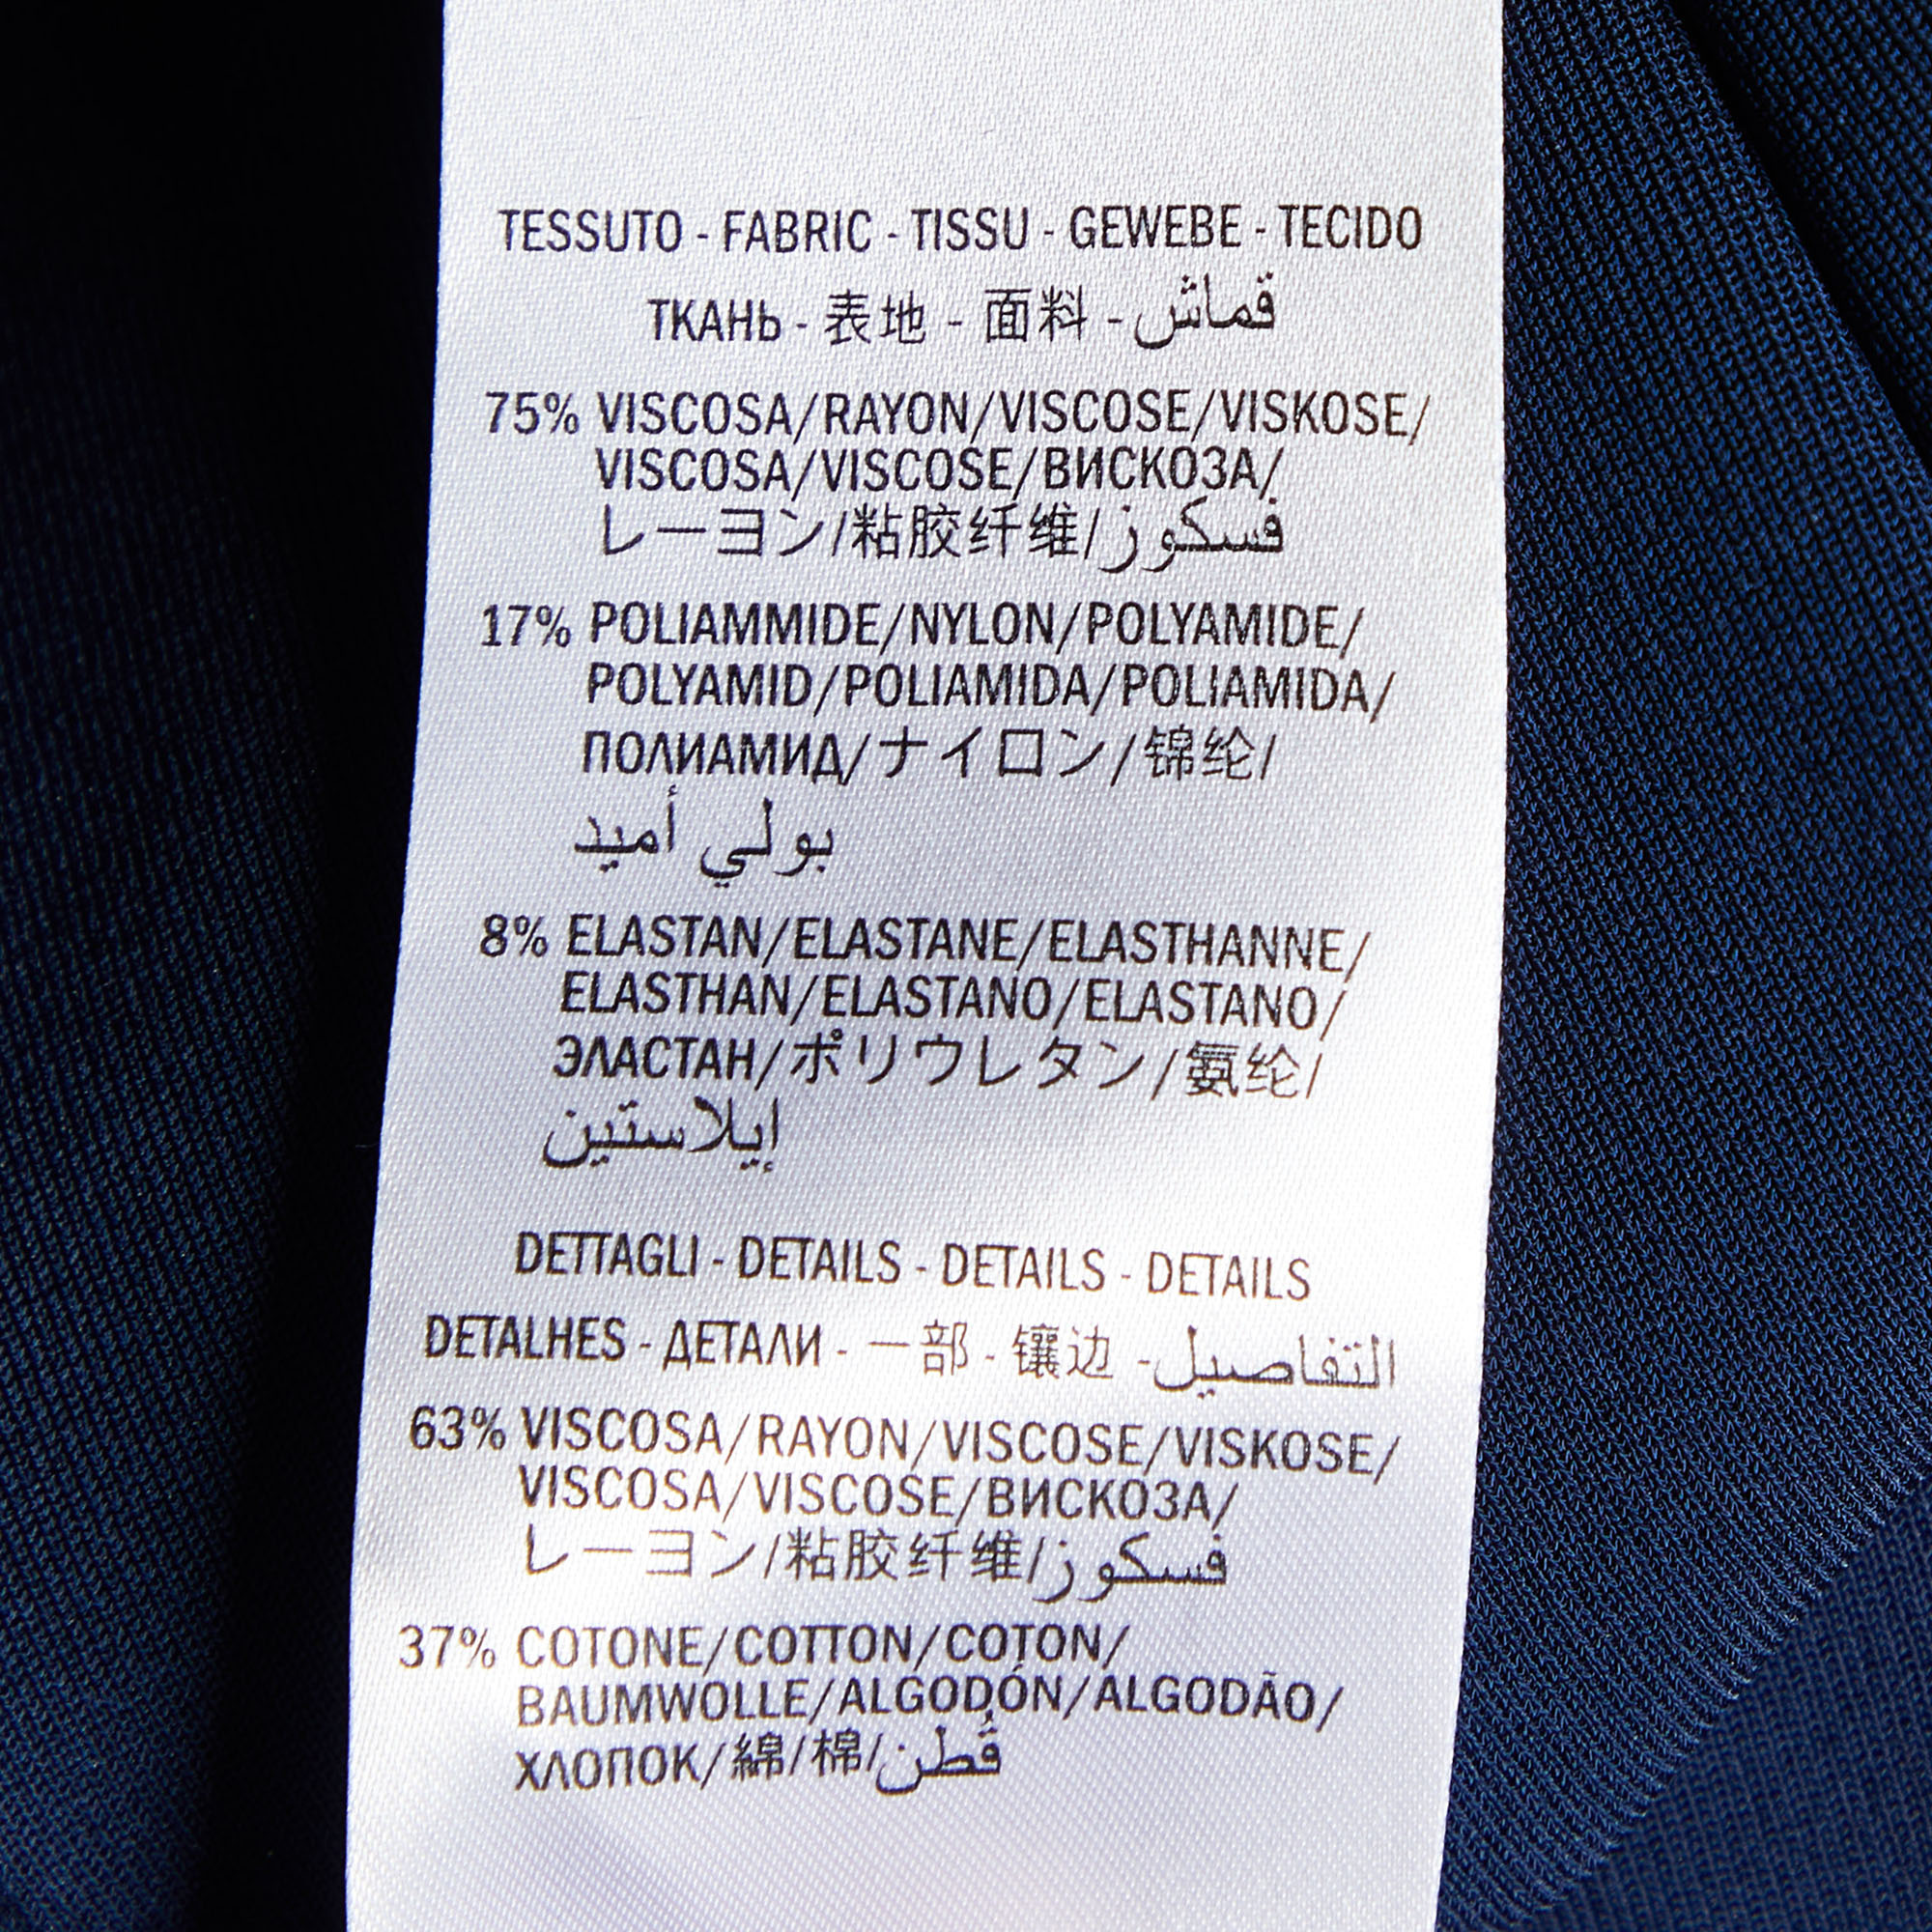 TESSUTO - FABRIC - TISSU - GEWEBE - TECIDO
ТКАНЬ - 表地 - 面料 - قماش
75% VISCOSA/RAYON/VISCOSE/VISKOSE/
VISCOSA/VISCOSE/ВИСКОЗА/
レーヨン/粘胶纤维/فسكوز
17% POLIAMMIDE/NYLON/POLYAMIDE/
POLYAMID/POLIAMIDA/POLIAMIDA/
ПОЛИАМИД/ナイロン/锦纶/
بولي أميد
8% ELASTAN/ELASTANE/ELASTHANNE/
ELASTHAN/ELASTANO/ELASTANO/
ЭЛАСТАН/ポリウレタン/氨纶/
إيلاستين
DETTAGLI - DETAILS - DETAILS - DETAILS
DETALHES - ДЕТАЛИ - 一部 - 镶边 - التفاصيل
63% VISCOSA/RAYON/VISCOSE/VISKOSE/
VISCOSA/VISCOSE/ВИСКОЗА/
レーヨン/粘胶纤维/فسكوز
37% COTONE/COTTON/COTON/
BAUMWOLLE/ALGODÓN/ALGODÃO/
ХЛОПОК/綿/棉/قُطن